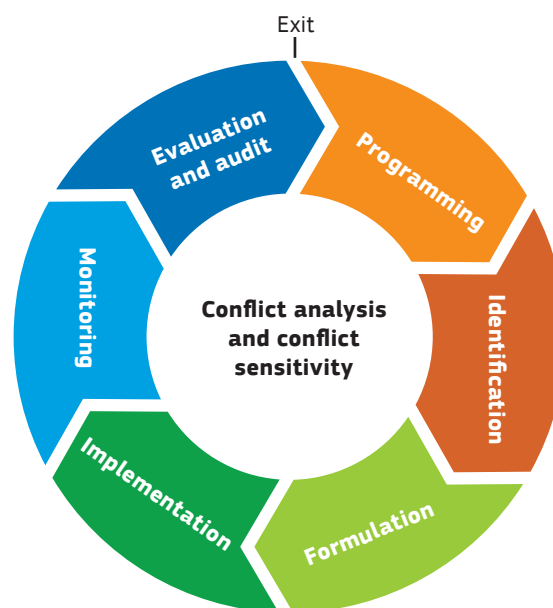 Exit
Programming
Identification
Formulation
Implementation
Monitoring
Evaluation
and audit
Conflict analysis
and conflict
sensitivity